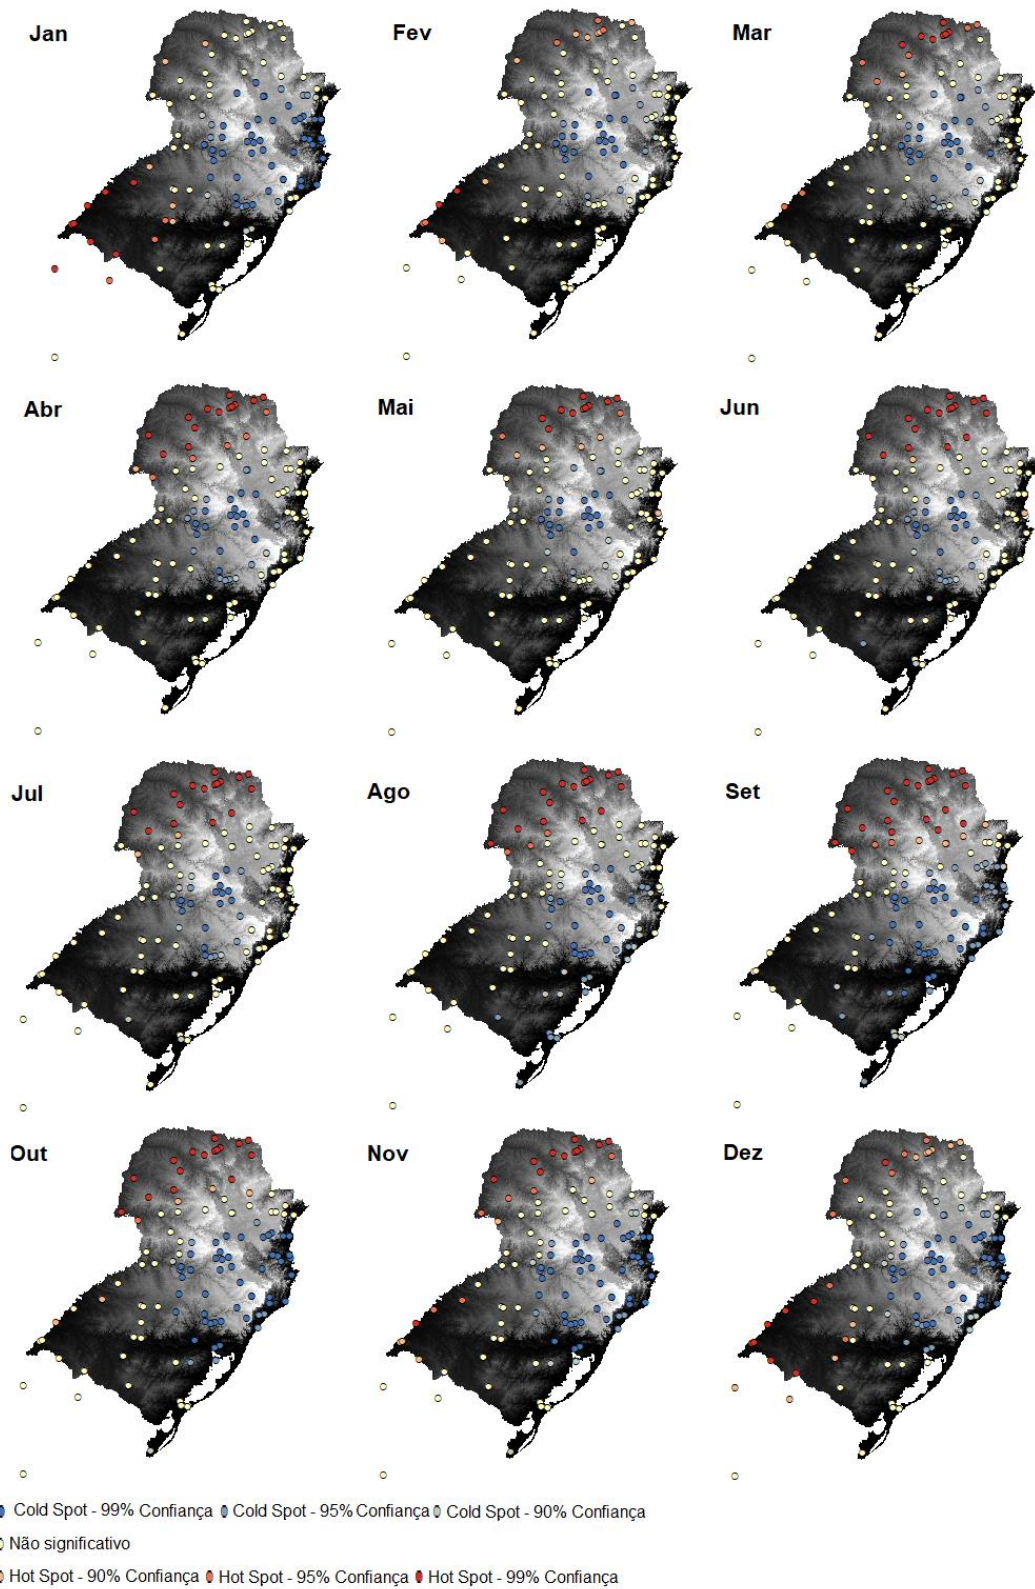 Jan Fev Mar
Abr Mai Jun
Jul Ago Set
Out Nov Dez
Cold Spot - 99% Confiança Cold Spot - 95% Confiança Cold Spot - 90% Confiança
Não significativo
Hot Spot - 90% Confiança Hot Spot - 95% Confiança Hot Spot - 99% Confiança